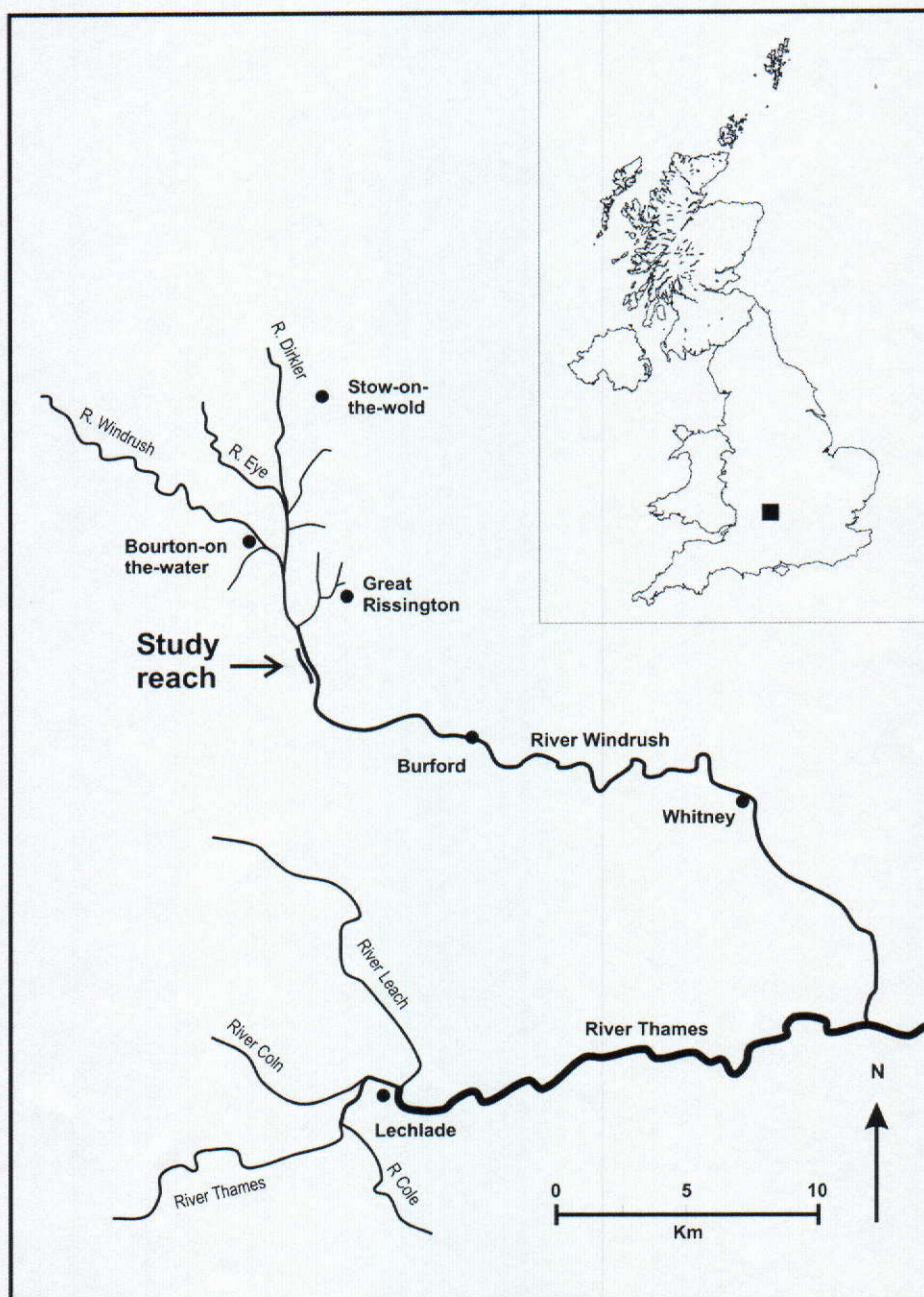 R. Dirkler
Stow-on-
the-wold
R. Windrush
R. Eye
Bourton-on
the-water
Great
Rissington
Study
reach
River Windrush
Burford
Whitney
River Leach
River Coln
River Thames
N
Lechlade
River Thames
R Cole
0 5 10
Km